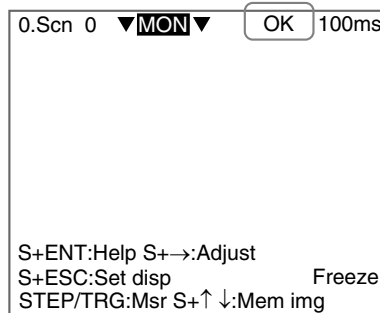 0.Scn 0 ▼MON▼ OK 100ms
S+ENT:Help S+→:Adjust
S+ESC:Set disp Freeze
STEP/TRG:Msr S+↑ ↓:Mem img